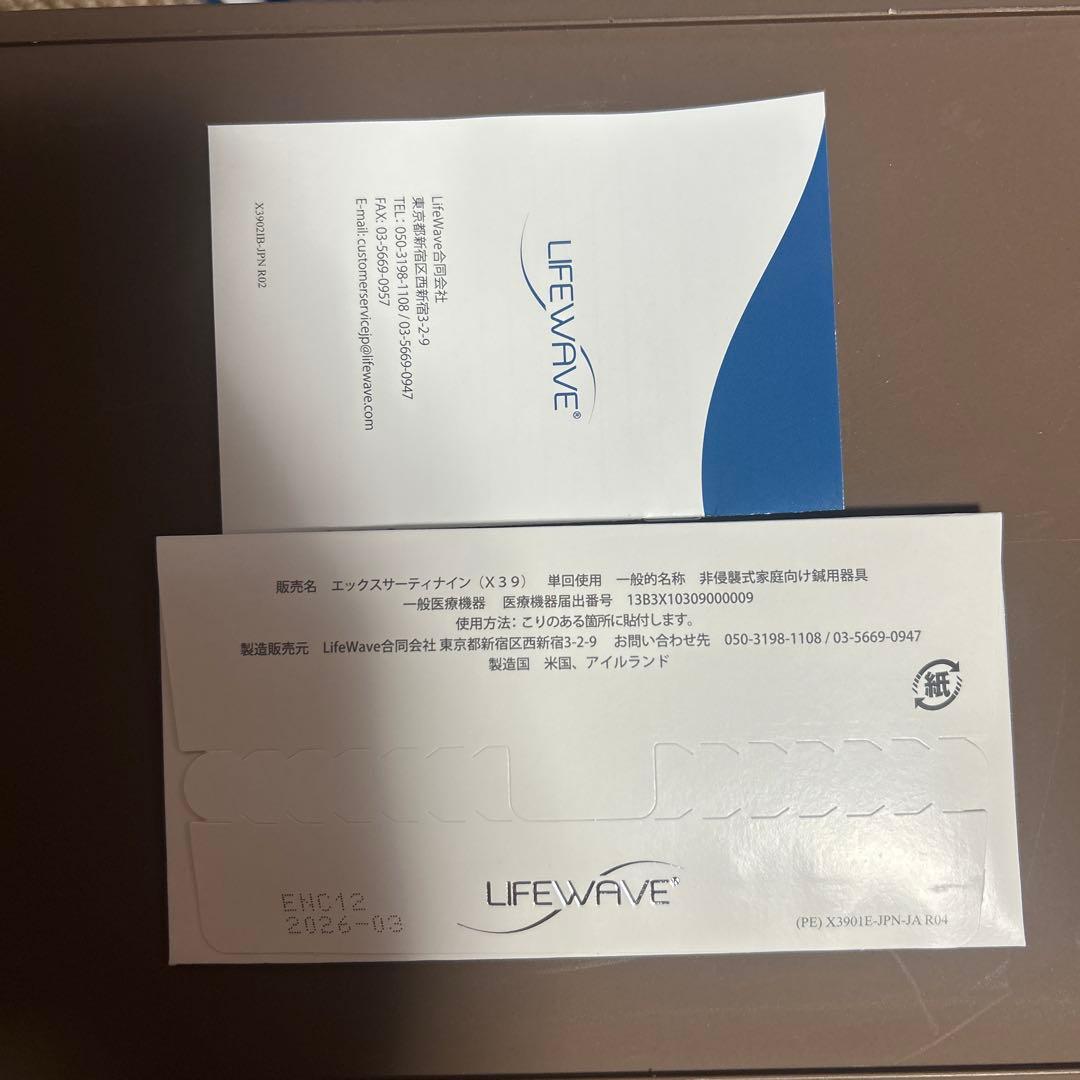 LIFEWAVE®
LifeWave合同会社
東京都新宿区西新宿3-2-9
TEL: 050-3198-1108 / 03-5669-0947
FAX: 03-5669-0957
E-mail: customerservicejp@lifewave.com
X3902IB-JPN R02
販売名 エックスサーティナイン（X39） 単回使用 一般的名称 非侵襲式家庭向け鍼用器具
一般医療機器 医療機器届出番号 13B3X10309000009
使用方法：こりのある箇所に貼付します。
製造販売元 LifeWave合同会社 東京都新宿区西新宿3-2-9 お問い合わせ先 050-3198-1108 / 03-5669-0947
製造国 米国、アイルランド
紙
LIFEWAVE®
ENC12
2026-03
(PE) X3901E-JPN-JA R04